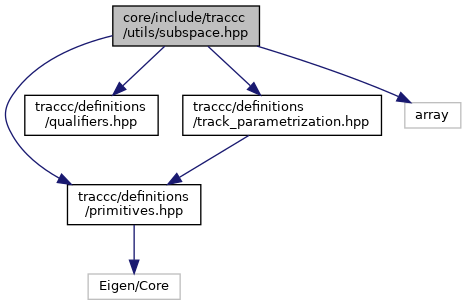 core/include/traccc
/utils/subspace.hpp
traccc/definitions
/qualifiers.hpp
traccc/definitions
/track_parametrization.hpp
array
traccc/definitions
/primitives.hpp
Eigen/Core